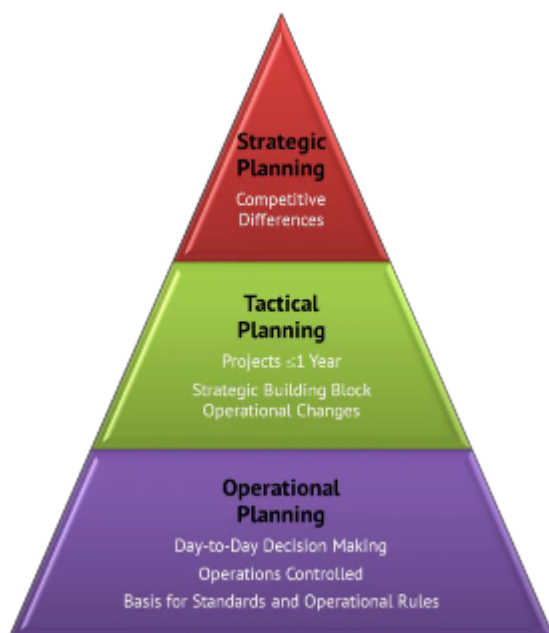 Strategic
Planning
Competitive
Differences
Tactical
Planning
Projects ≤1 Year
Strategic Building Block
Operational Changes
Operational
Planning
Day-to-Day Decision Making
Operations Controlled
Basis for Standards and Operational Rules